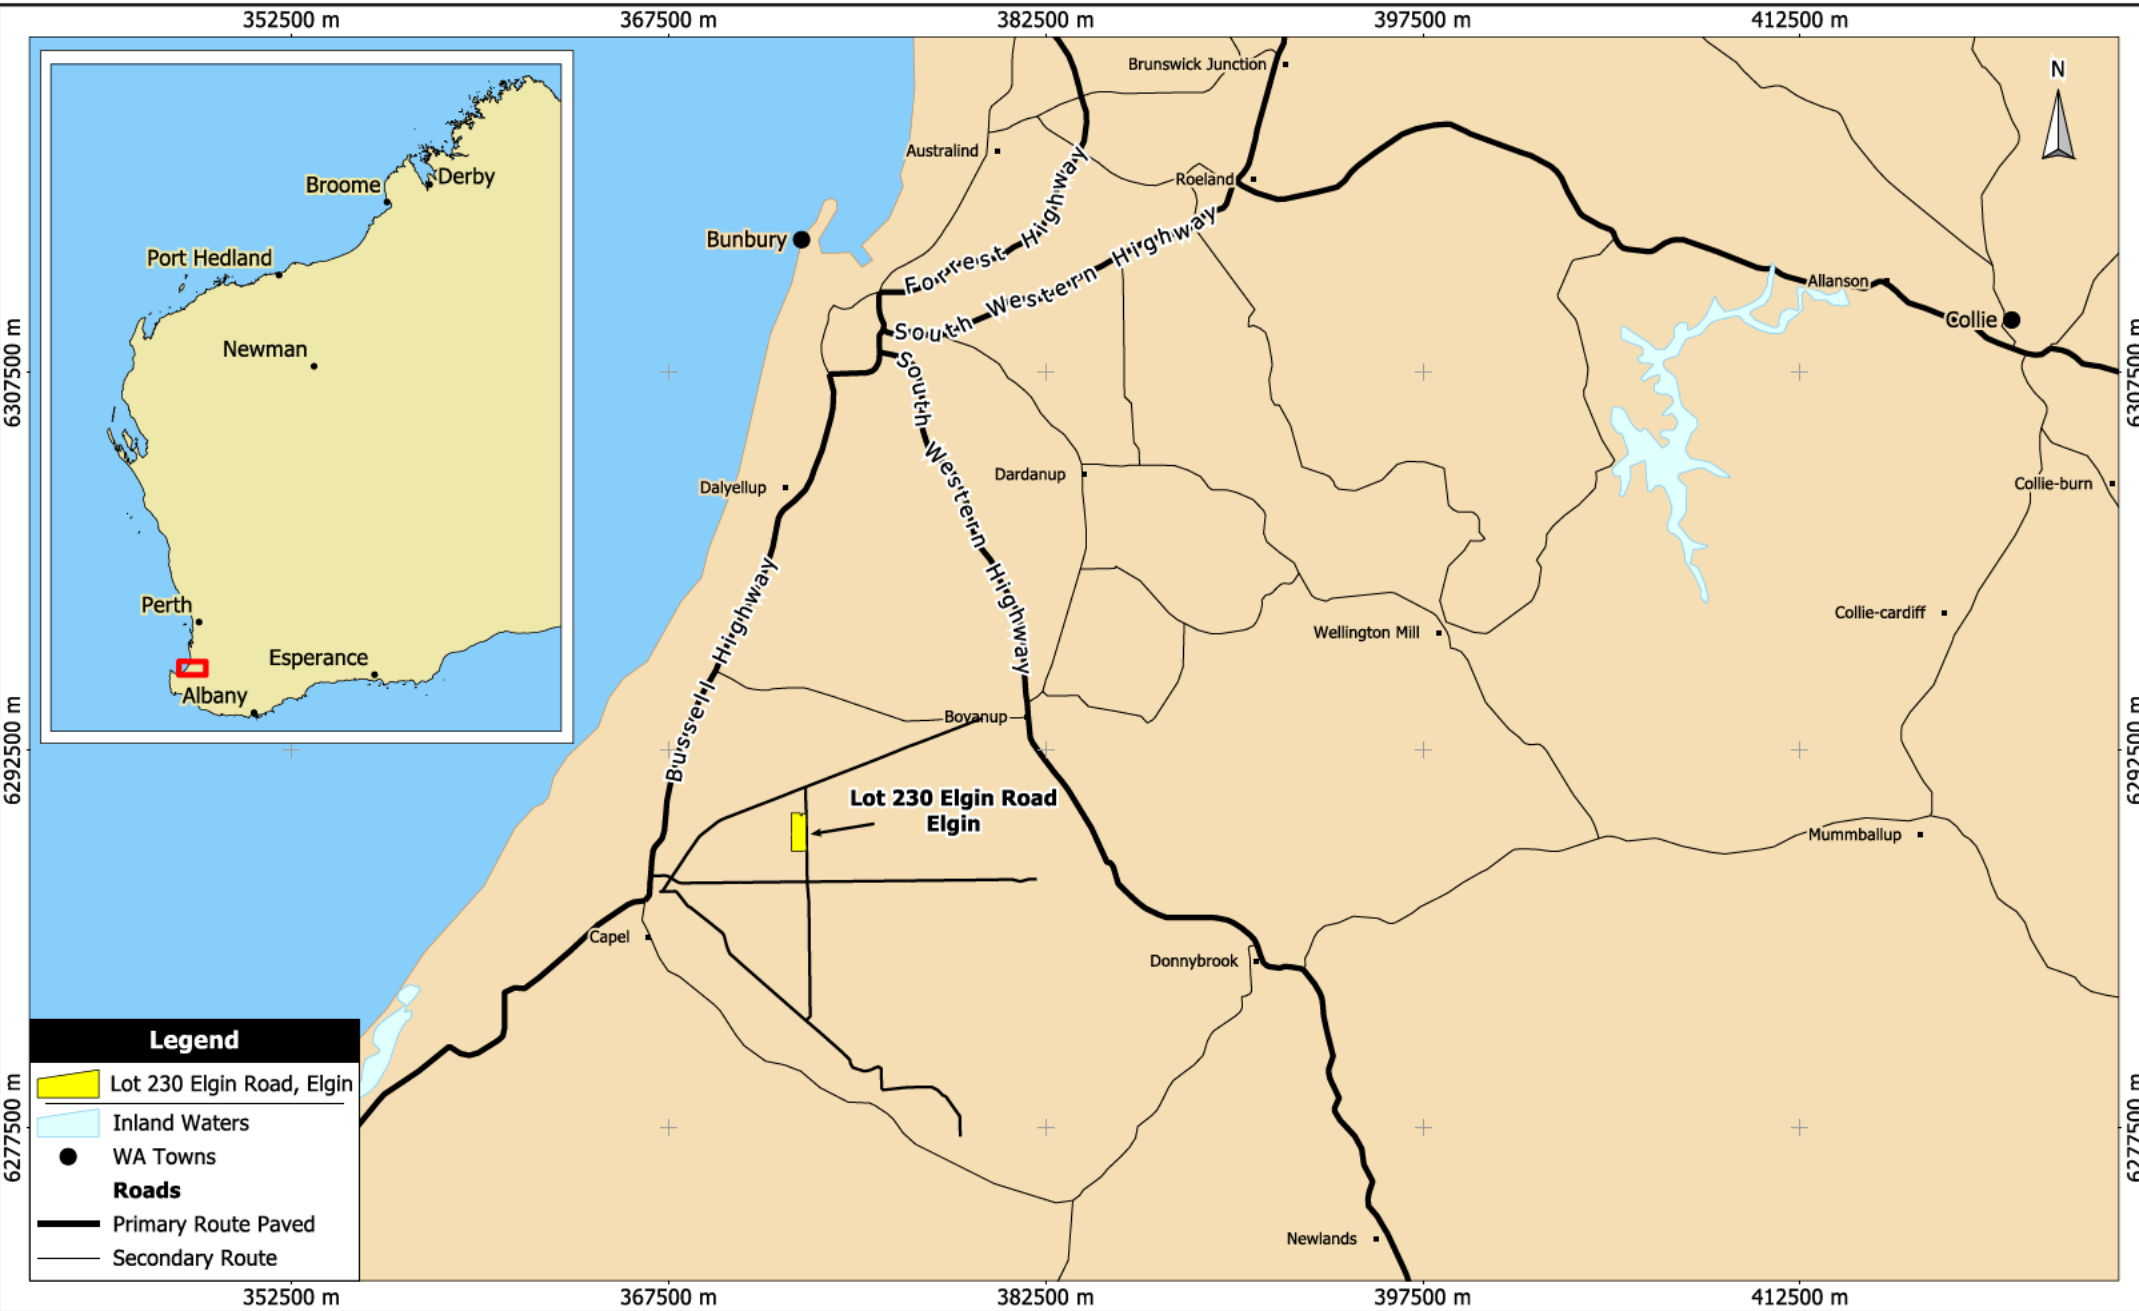 352500 m
367500 m
382500 m
397500 m
412500 m
Brunswick Junction
N
Australind
Broome
Derby
Roeland
Forrest Highway
South Western Highway
Bunbury
Port Hedland
Allanson
Collie
Newman
6307500 m
6307500 m
South Western Highway
Dardanup
Dalyellup
Collie-burn
Perth
Collie-cardiff
Wellington Mill
Esperance
Albany
Bussell Highway
Boyanup
6292500 m
6292500 m
Lot 230 Elgin Road
Elgin
Mummballup
Capel
Donnybrook
Legend
Lot 230 Elgin Road, Elgin
Inland Waters
WA Towns
Roads
Primary Route Paved
Secondary Route
6277500 m
6277500 m
Newlands
352500 m
367500 m
382500 m
397500 m
412500 m